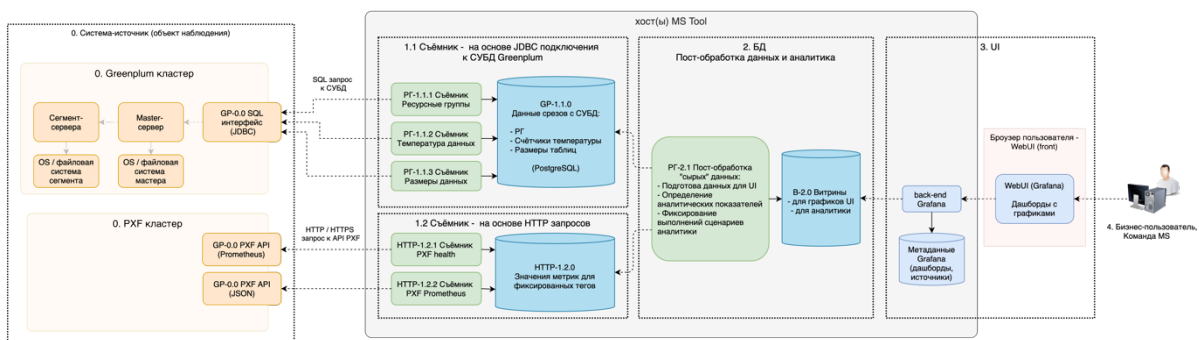 хост(ы) MS Tool
0. Система-источник (объект наблюдения)
0. Greenplum кластер
Сегмент-
сервера
Master-
сервер
GP-0.0 SQL
интерфейс
(JDBC)
OS / файловая
система
сегмента
OS / файловая
система
мастера
0. PXF кластер
GP-0.0 PXF API
(Prometheus)
GP-0.0 PXF API
(JSON)
SQL запрос
к СУБД
HTTP / HTTPS
запрос к API PXF
1.1 Съёмник - на основе JDBC подключения
к СУБД Greenplum
РГ-1.1.1 Съёмник
Ресурсные группы
РГ-1.1.2 Съёмник
Температура данных
РГ-1.1.3 Съёмник
Размеры данных
GP-1.1.0
Данные срезов с СУБД:
- РГ
- Счётчики температуры
- Размеры таблиц
(PostgreSQL)
1.2 Съёмник - на основе HTTP запросов
HTTP-1.2.1 Съёмник
PXF health
HTTP-1.2.2 Съёмник
PXF Prometheus
HTTP-1.2.0
Значения метрик для
фиксированных тегов
2. БД
Пост-обработка данных и аналитика
РГ-2.1 Пост-обработка
"сырых" данных:
- Подготова данных для UI
- Определение
аналитических показателей
- Фиксирование
выполнений сценариев
аналитики
В-2.0 Витрины
- для графиков UI
- для аналитики
3. UI
back-end
Grafana
Метаданные
Grafana
(дашборды,
источники)
Браузер пользователя -
WebUI (front)
WebUI (Grafana)
Дашборды с
графиками
4. Бизнес-пользователь,
Команда MS